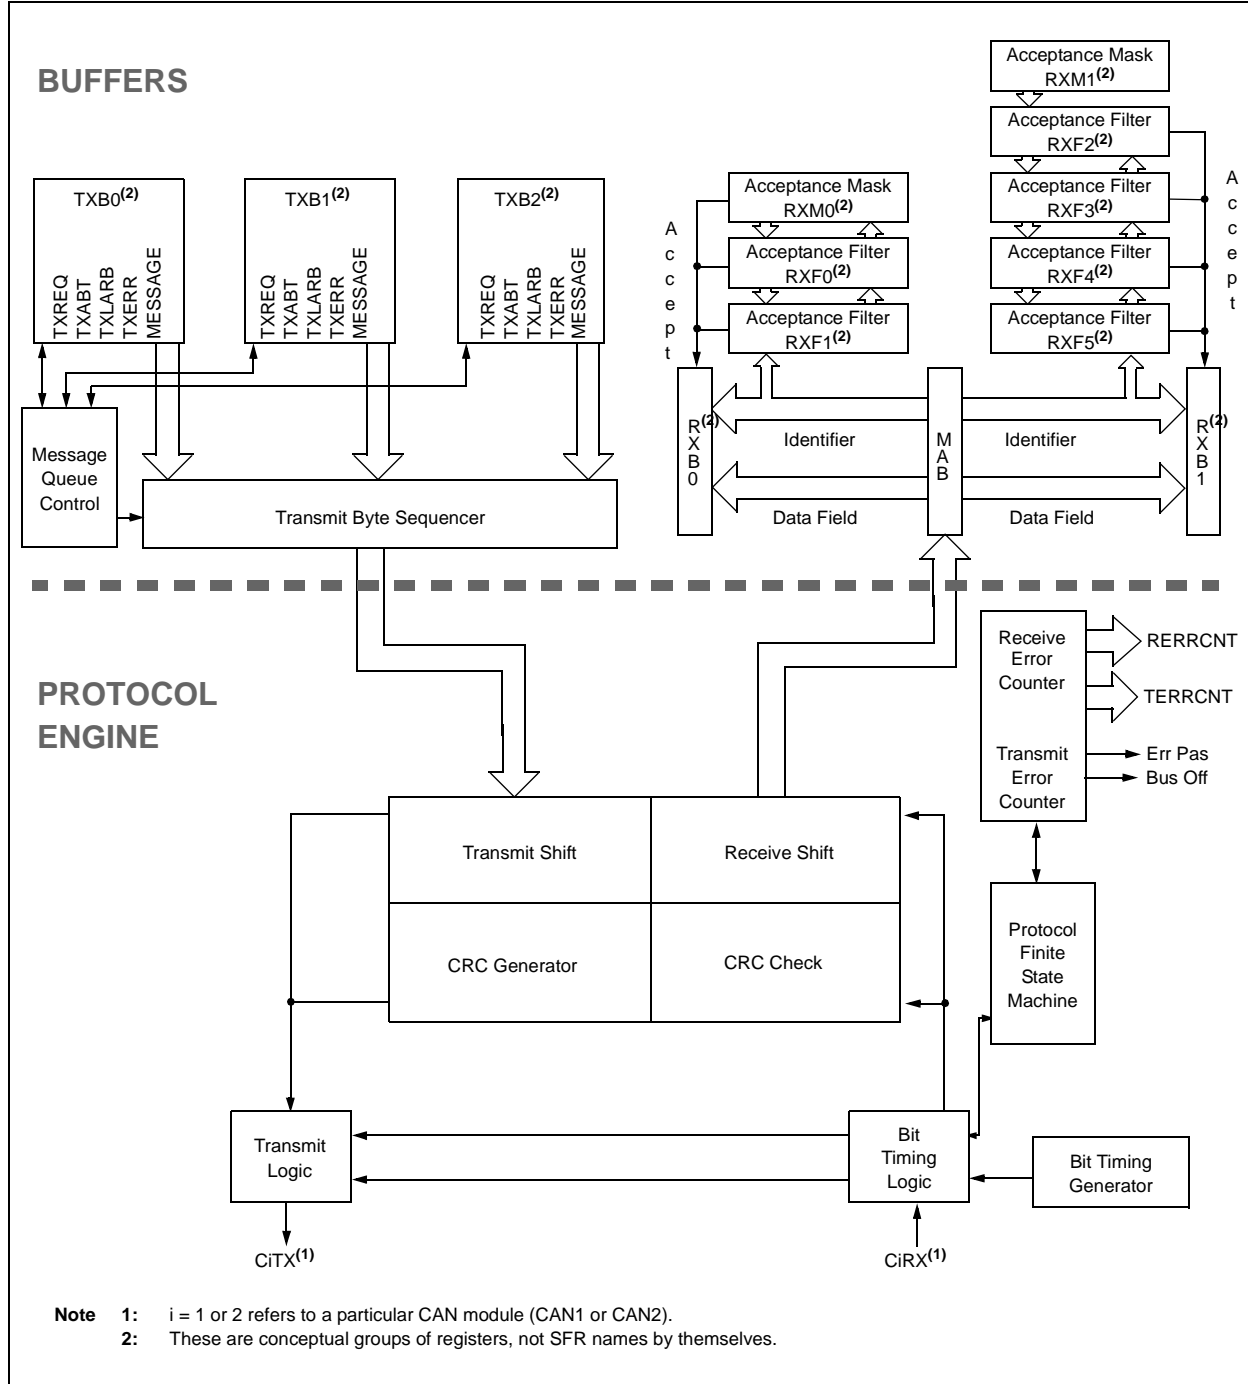 BUFFERS
Acceptance Mask
RXM1(2)
Acceptance Filter
RXF2(2)
Acceptance Filter
RXF3(2)
Acceptance Filter
RXF4(2)
Acceptance Filter
RXF5(2)
Accept
Acceptance Mask
RXM0(2)
Acceptance Filter
RXF0(2)
Acceptance Filter
RXF1(2)
Accept
TXB0(2)
TXREQ
TXABT
TXLARB
TXERR
MESSAGE
TXB1(2)
TXREQ
TXABT
TXLARB
TXERR
MESSAGE
TXB2(2)
TXREQ
TXABT
TXLARB
TXERR
MESSAGE
Message
Queue
Control
Transmit Byte Sequencer
RXB0(2)
Identifier
Data Field
MAB
Identifier
Data Field
RXB1(2)
PROTOCOL
ENGINE
Receive
Error
Counter
RERRCNT
TERRCNT
Transmit
Error
Counter
Err Pas
Bus Off
Transmit Shift
Receive Shift
CRC Generator
CRC Check
Protocol
Finite
State
Machine
Transmit
Logic
Bit
Timing
Logic
Bit Timing
Generator
CiTX(1)
CiRX(1)
Note 1: i = 1 or 2 refers to a particular CAN module (CAN1 or CAN2).
2: These are conceptual groups of registers, not SFR names by themselves.